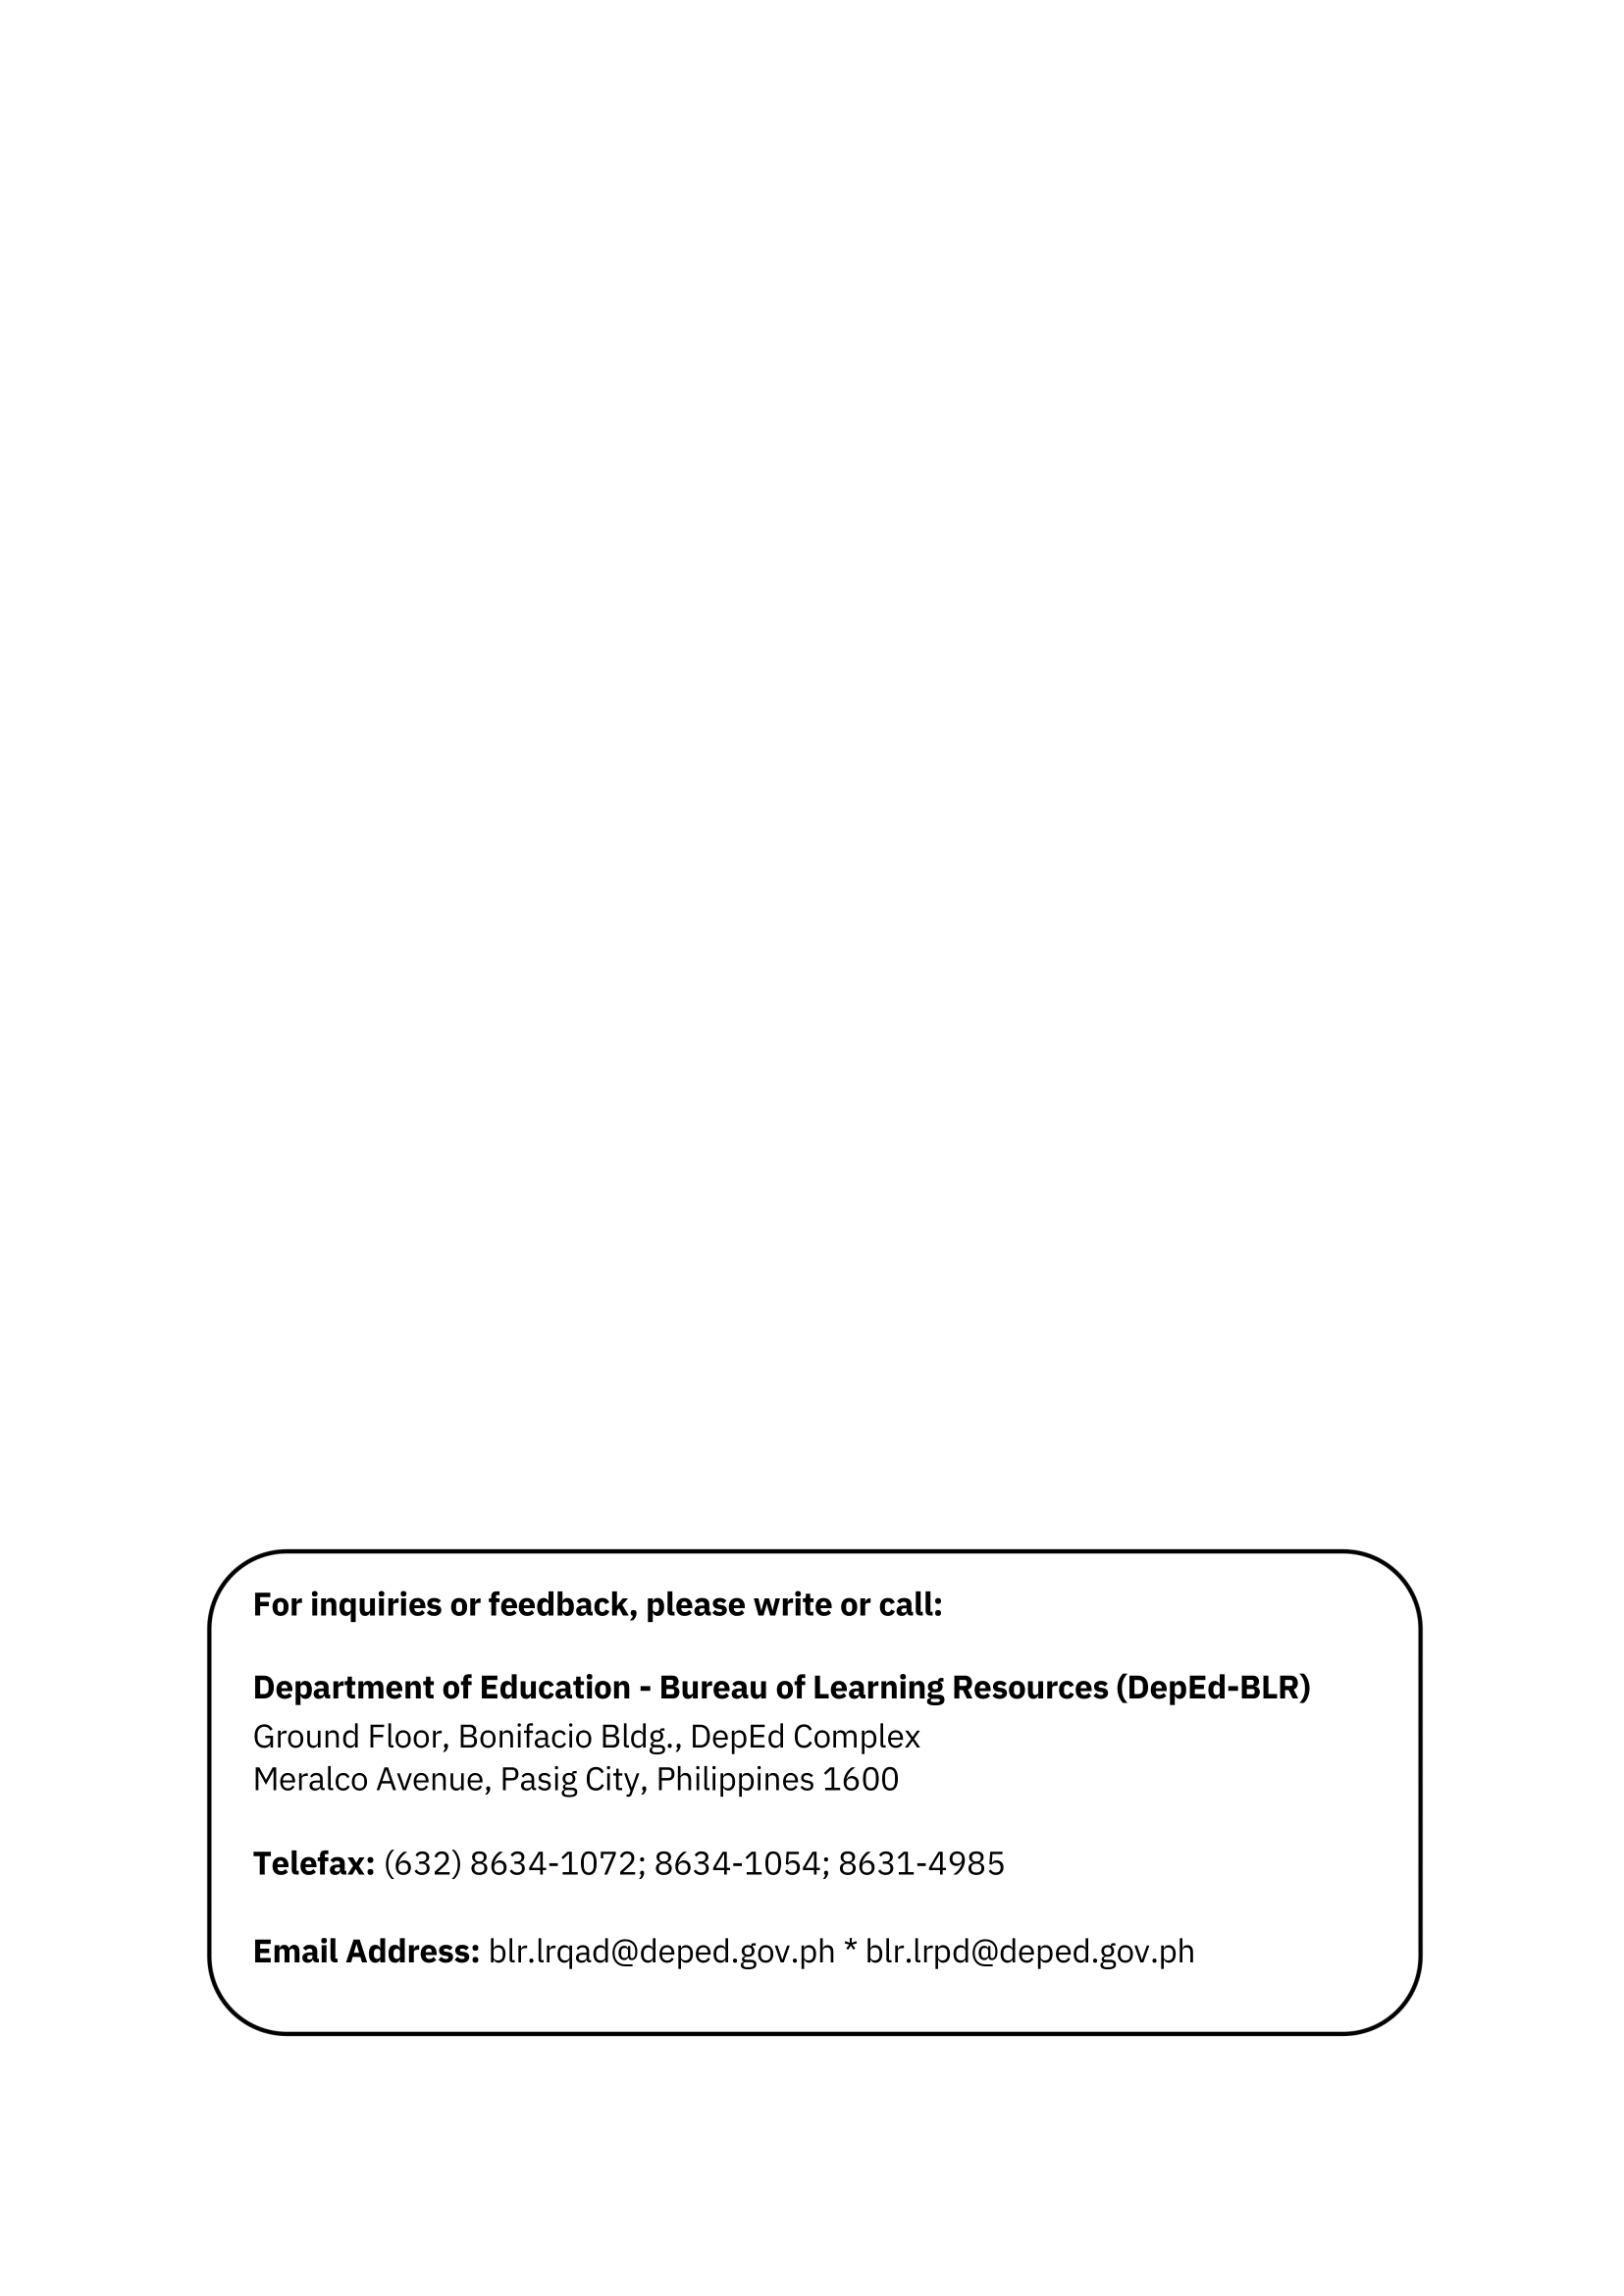 For inquiries or feedback, please write or call:
Department of Education - Bureau of Learning Resources (DepEd-BLR)
Ground Floor, Bonifacio Bldg., DepEd Complex
Meralco Avenue, Pasig City, Philippines 1600
Telefax: (632) 8634-1072; 8634-1054; 8631-4985
Email Address: blr.lrqad@deped.gov.ph * blr.lrpd@deped.gov.ph